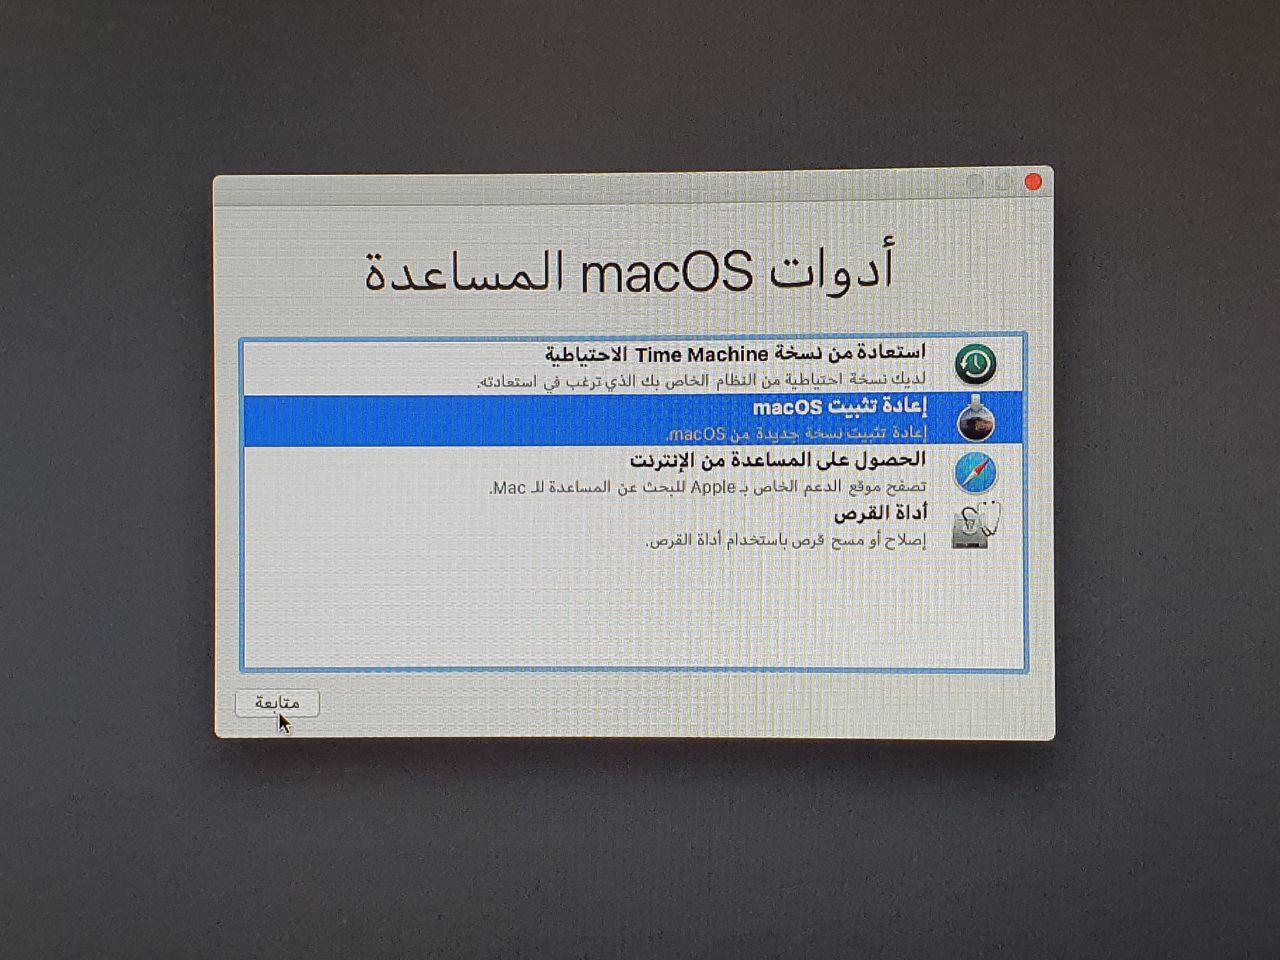 أدوات macOS المساعدة
استعادة من نسخة Time Machine الاحتياطية
لديك نسخة احتياطية من النظام الخاص بك الذي ترغب في استعادته.
إعادة تثبيت macOS
إعادة تثبيت نسخة جديدة من macOS.
الحصول على المساعدة من الإنترنت
تصفح موقع الدعم الخاص بـ Apple للبحث عن المساعدة للـ Mac.
أداة القرص
إصلاح أو مسح قرص باستخدام أداة القرص.
متابعة